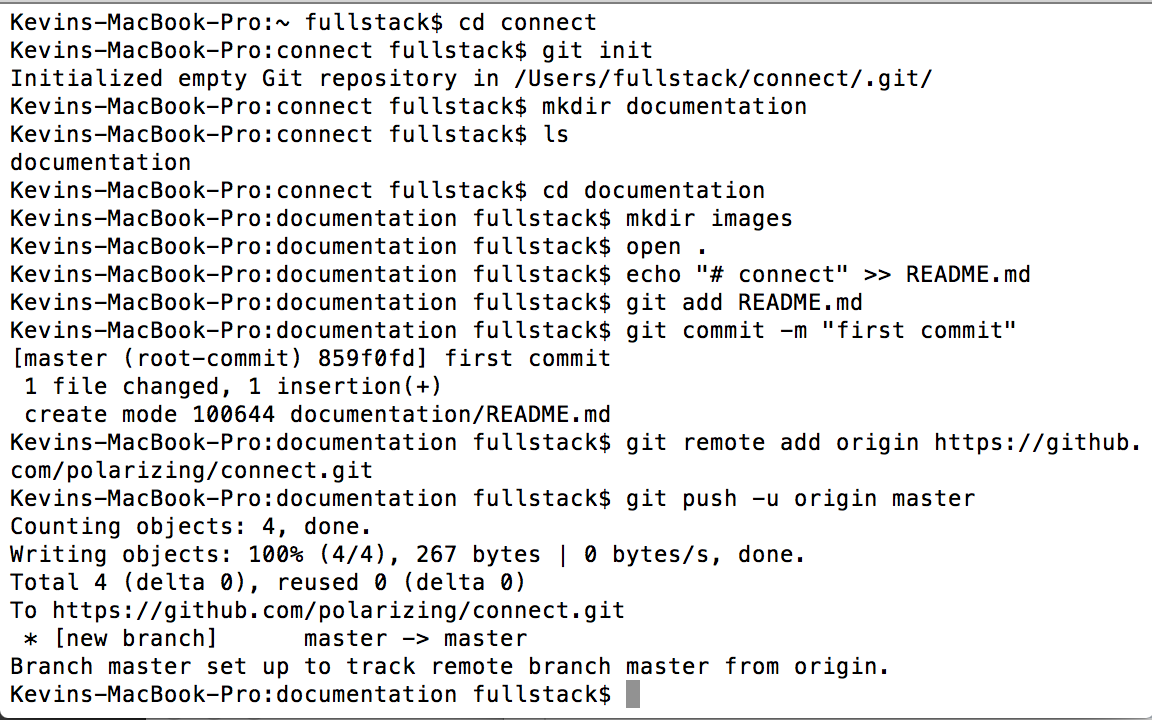 Kevins-MacBook-Pro:~ fullstack$ cd connect
Kevins-MacBook-Pro:connect fullstack$ git init
Initialized empty Git repository in /Users/fullstack/connect/.git/
Kevins-MacBook-Pro:connect fullstack$ mkdir documentation
Kevins-MacBook-Pro:connect fullstack$ ls
documentation
Kevins-MacBook-Pro:connect fullstack$ cd documentation
Kevins-MacBook-Pro:documentation fullstack$ mkdir images
Kevins-MacBook-Pro:documentation fullstack$ open .
Kevins-MacBook-Pro:documentation fullstack$ echo "# connect" >> README.md
Kevins-MacBook-Pro:documentation fullstack$ git add README.md
Kevins-MacBook-Pro:documentation fullstack$ git commit -m "first commit"
[master (root-commit) 859f0fd] first commit
 1 file changed, 1 insertion(+)
 create mode 100644 documentation/README.md
Kevins-MacBook-Pro:documentation fullstack$ git remote add origin https://github.
com/polarizing/connect.git
Kevins-MacBook-Pro:documentation fullstack$ git push -u origin master
Counting objects: 4, done.
Writing objects: 100% (4/4), 267 bytes | 0 bytes/s, done.
Total 4 (delta 0), reused 0 (delta 0)
To https://github.com/polarizing/connect.git
 * [new branch]      master -> master
Branch master set up to track remote branch master from origin.
Kevins-MacBook-Pro:documentation fullstack$